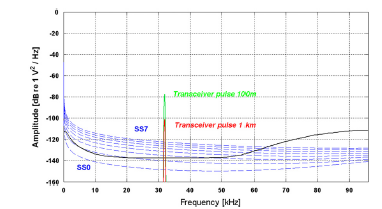 Amplitude [dB re 1 V² / Hz]
0
-20
-40
-60
-80
-100
-120
-140
-160
Transceiver pulse 100m
Transceiver pulse 1 km
SS7
SS0
0 10 20 30 40 50 60 70 80 90
Frequency [kHz]